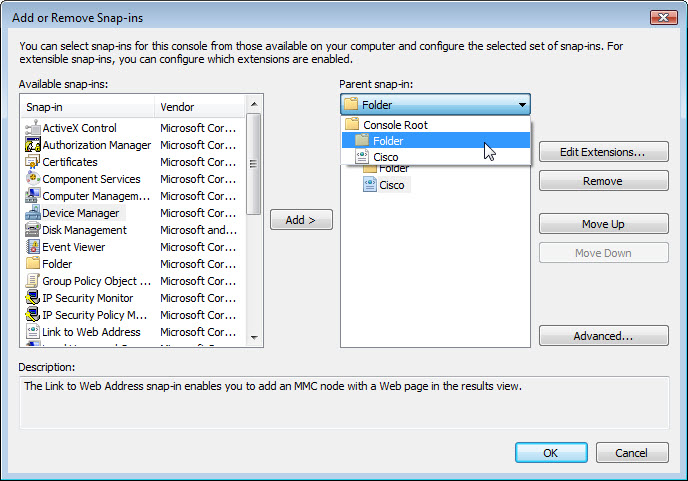 Add or Remove Snap-ins
You can select snap-ins for this console from those available on your computer and configure the selected set of snap-ins. For
extensible snap-ins, you can configure which extensions are enabled.
Available snap-ins:
Snap-in Vendor
ActiveX Control Microsoft Cor...
Authorization Manager Microsoft Cor...
Certificates Microsoft Cor...
Component Services Microsoft Cor...
Computer Managem... Microsoft Cor...
Device Manager Microsoft Cor...
Disk Management Microsoft and...
Event Viewer Microsoft Cor...
Folder Microsoft Cor...
Group Policy Object ... Microsoft Cor...
IP Security Monitor Microsoft Cor...
IP Security Policy M... Microsoft Cor...
Link to Web Address Microsoft Cor...
Add >
Parent snap-in:
Folder
Console Root
Folder
Cisco
Folder
Cisco
Edit Extensions...
Remove
Move Up
Move Down
Advanced...
Description:
The Link to Web Address snap-in enables you to add an MMC node with a Web page in the results view.
OK
Cancel